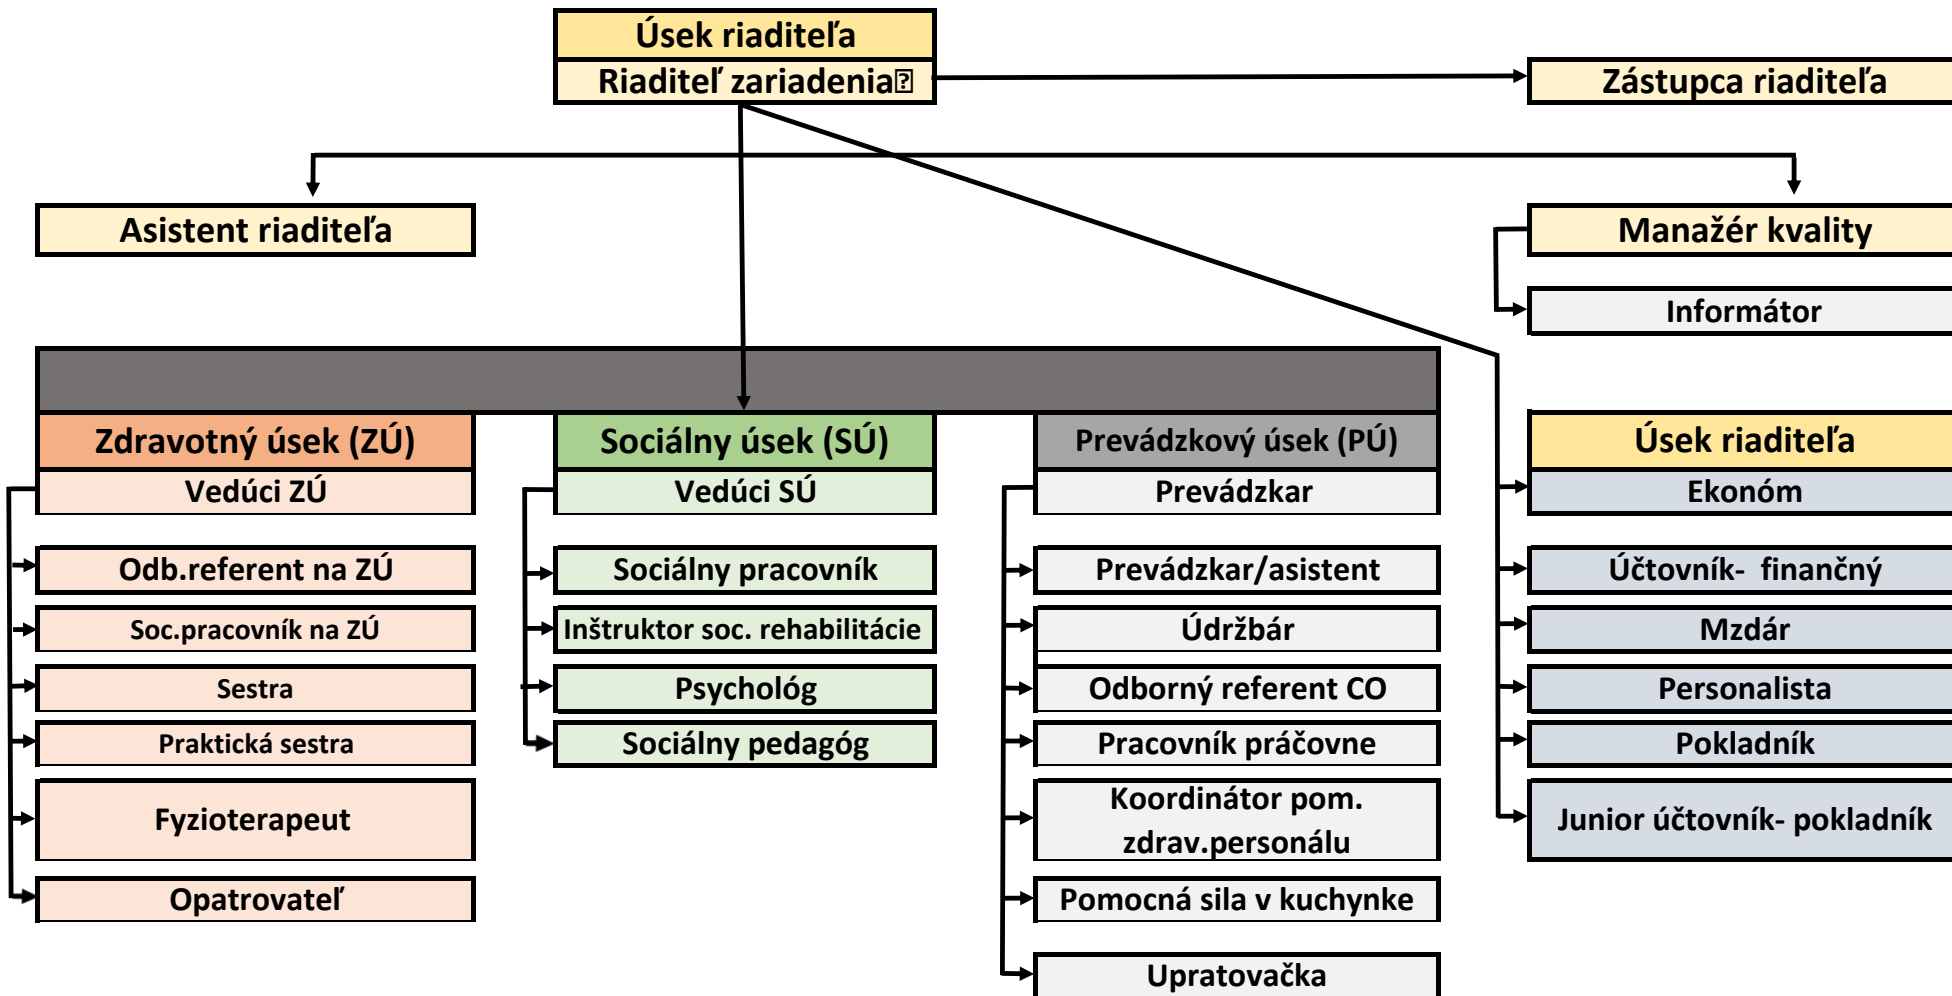 Úsek riaditeľa
Riaditeľ zariadenia
Zástupca riaditeľa
Asistent riaditeľa
Manažér kvality
Informátor
Zdravotný úsek (ZÚ)
Vedúci ZÚ
Odb.referent na ZÚ
Soc.pracovník na ZÚ
Sestra
Praktická sestra
Fyzioterapeut
Opatrovateľ
Sociálny úsek (SÚ)
Vedúci SÚ
Sociálny pracovník
Inštruktor soc. rehabilitácie
Psychológ
Sociálny pedagóg
Prevádzkový úsek (PÚ)
Prevádzkar
Prevádzkar/asistent
Údržbár
Odborný referent CO
Pracovník práčovne
Koordinátor pom.
zdrav.personálu
Pomocná sila v kuchynke
Upratovačka
Úsek riaditeľa
Ekonóm
Účtovník- finančný
Mzdár
Personalista
Pokladník
Junior účtovník- pokladník